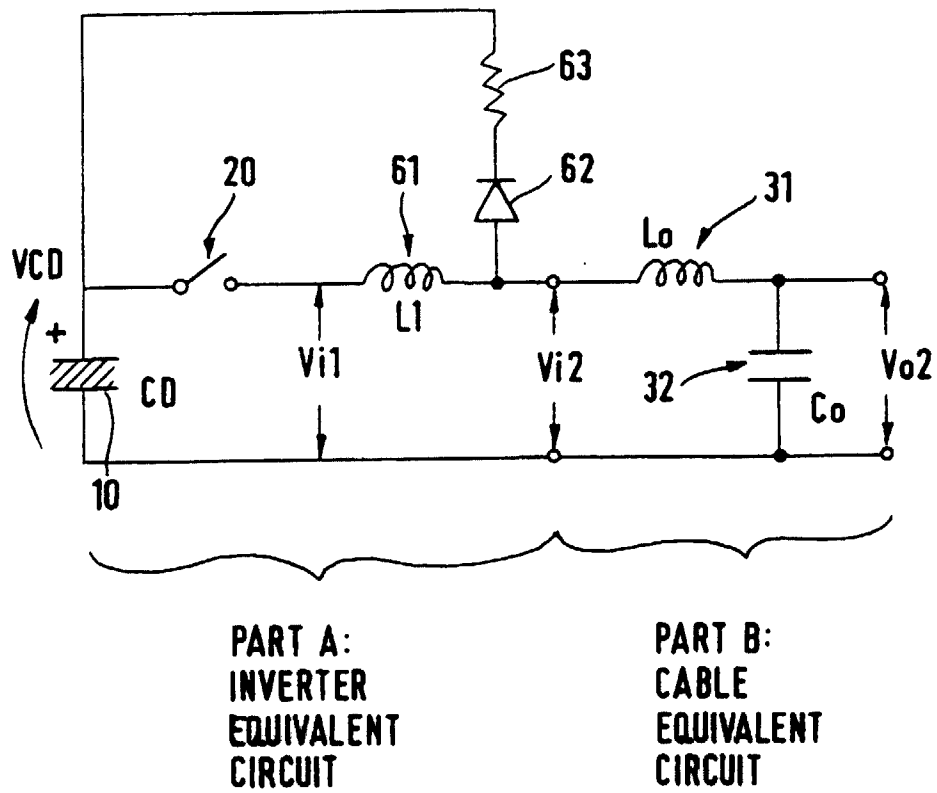 63
20
61
62
31
Lo
VCD
+
L1
Vi1
Vi2
32
Vo2
CD
Co
10
PART A:
INVERTER
EQUIVALENT
CIRCUIT
PART B:
CABLE
EQUIVALENT
CIRCUIT